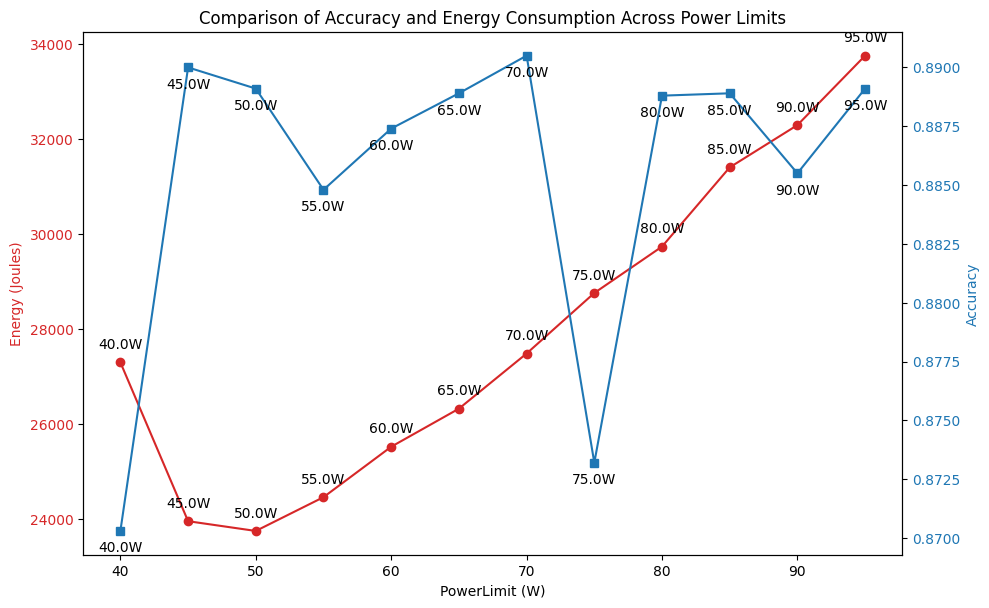 Comparison of Accuracy and Energy Consumption Across Power Limits
34000
32000
30000
28000
26000
24000
Energy (Joules)
0.8900
0.8875
0.8850
0.8825
0.8800
0.8775
0.8750
0.8725
0.8700
Accuracy
40.0W
45.0W
50.0W
55.0W
60.0W
65.0W
70.0W
75.0W
80.0W
85.0W
90.0W
95.0W
40.0W
45.0W
50.0W
55.0W
60.0W
65.0W
70.0W
75.0W
80.0W
85.0W
90.0W
95.0W
40
50
60
70
80
90
PowerLimit (W)